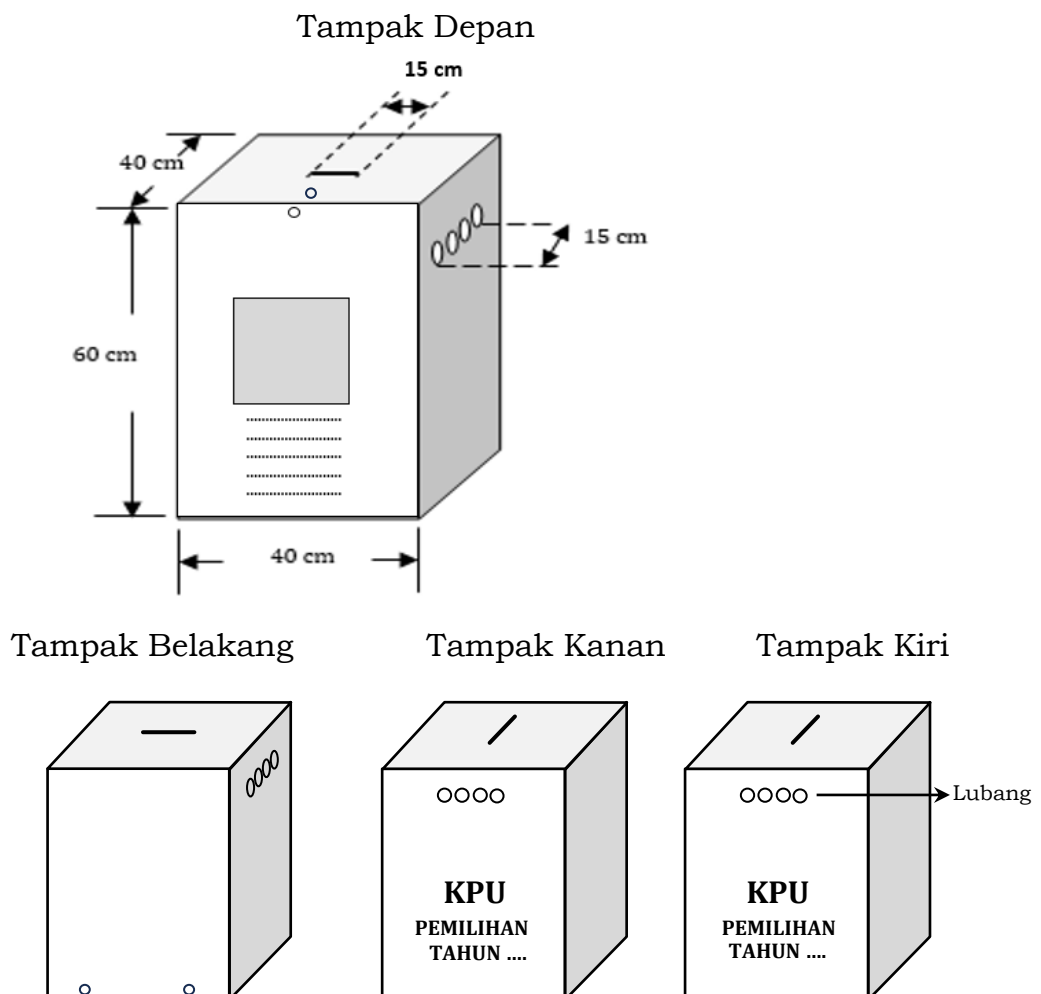 Tampak Depan
15 cm
40 cm
15 cm
60 cm
40 cm
Tampak Belakang
Tampak Kanan
Tampak Kiri
Lubang
KPU
PEMILIHAN
TAHUN ....
KPU
PEMILIHAN
TAHUN ....